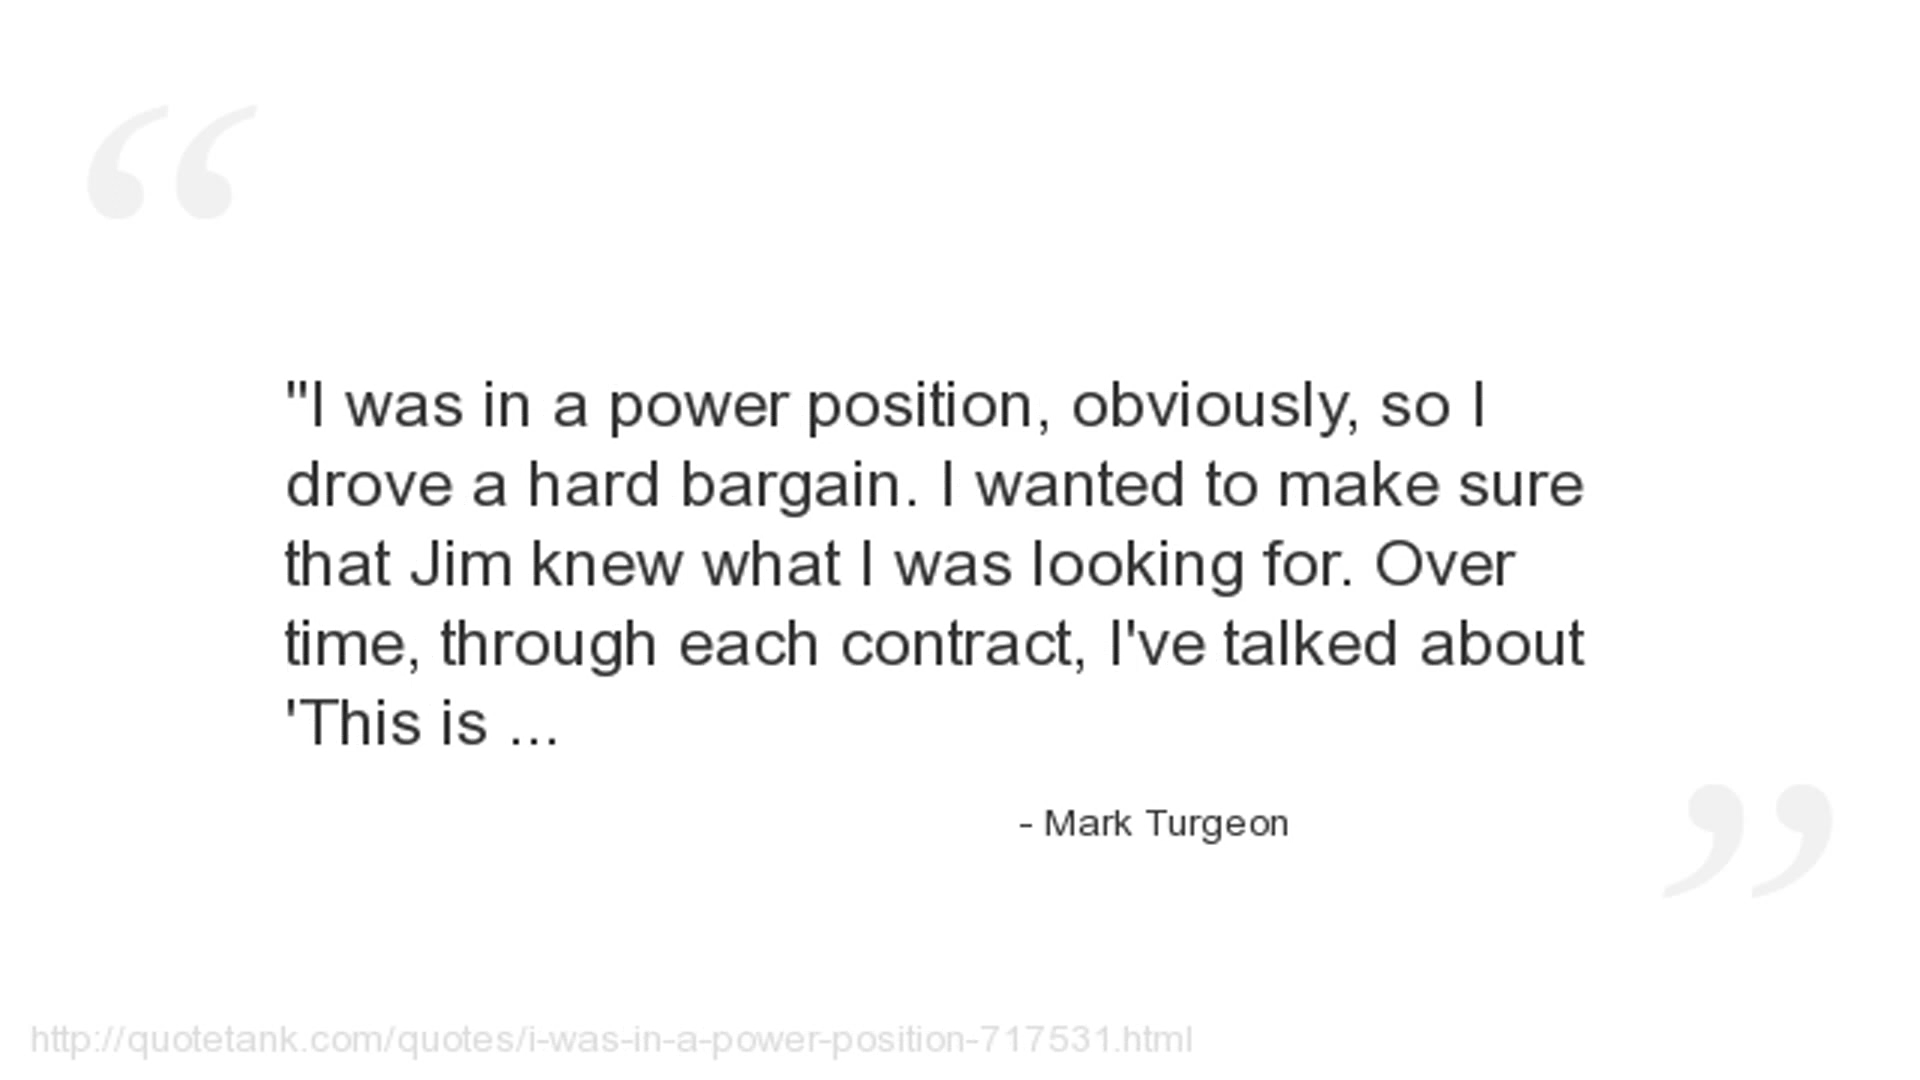 "I was in a power position, obviously, so I
drove a hard bargain. I wanted to make sure
that Jim knew what I was looking for. Over
time, through each contract, I've talked about
'This is ...
- Mark Turgeon
http://quotetank.com/quotes/i-was-in-a-power-position-717531.html